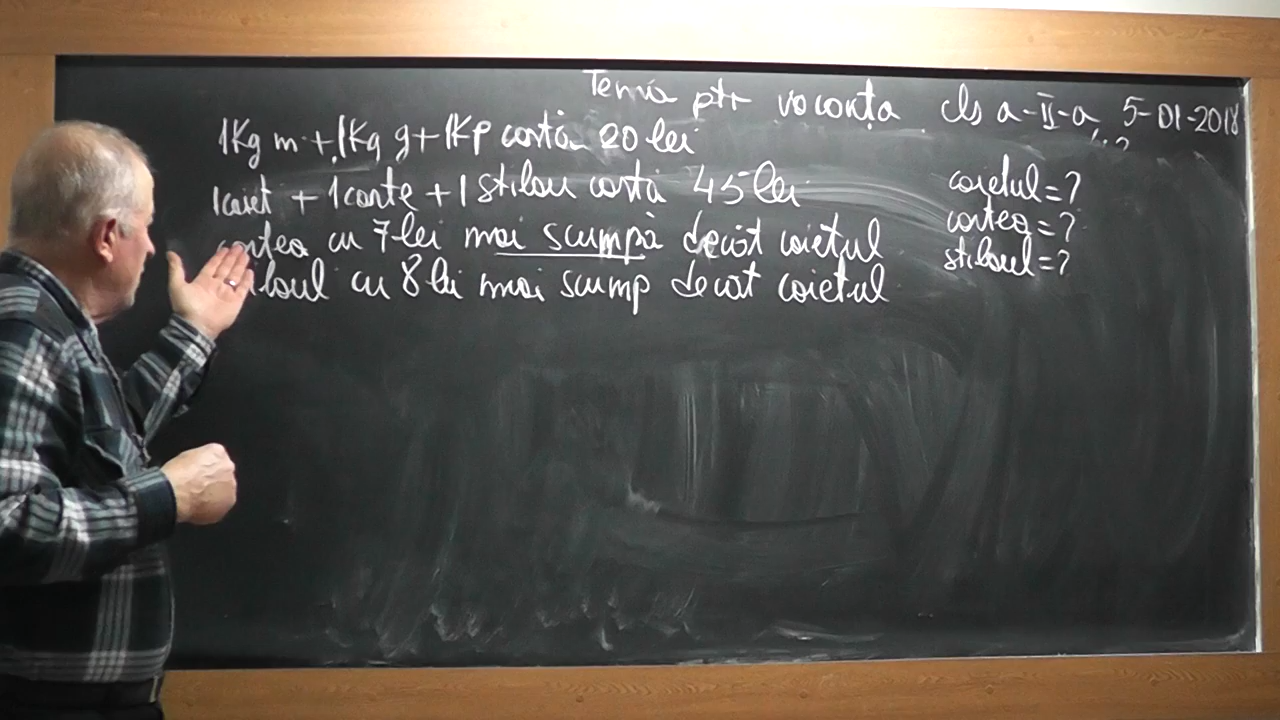 Tema ptr vacanța cls a-II-a 5-01-2018
1Kg m + 1Kg g + 1Kp costă 20 lei
1caiet + 1carte + 1 stilou costă 45 lei
cartea cu 7 lei mai scumpă decât caietul
iloul cu 8 lei mai scump decât caietul
caietul = ?
cartea = ?
stiloul = ?